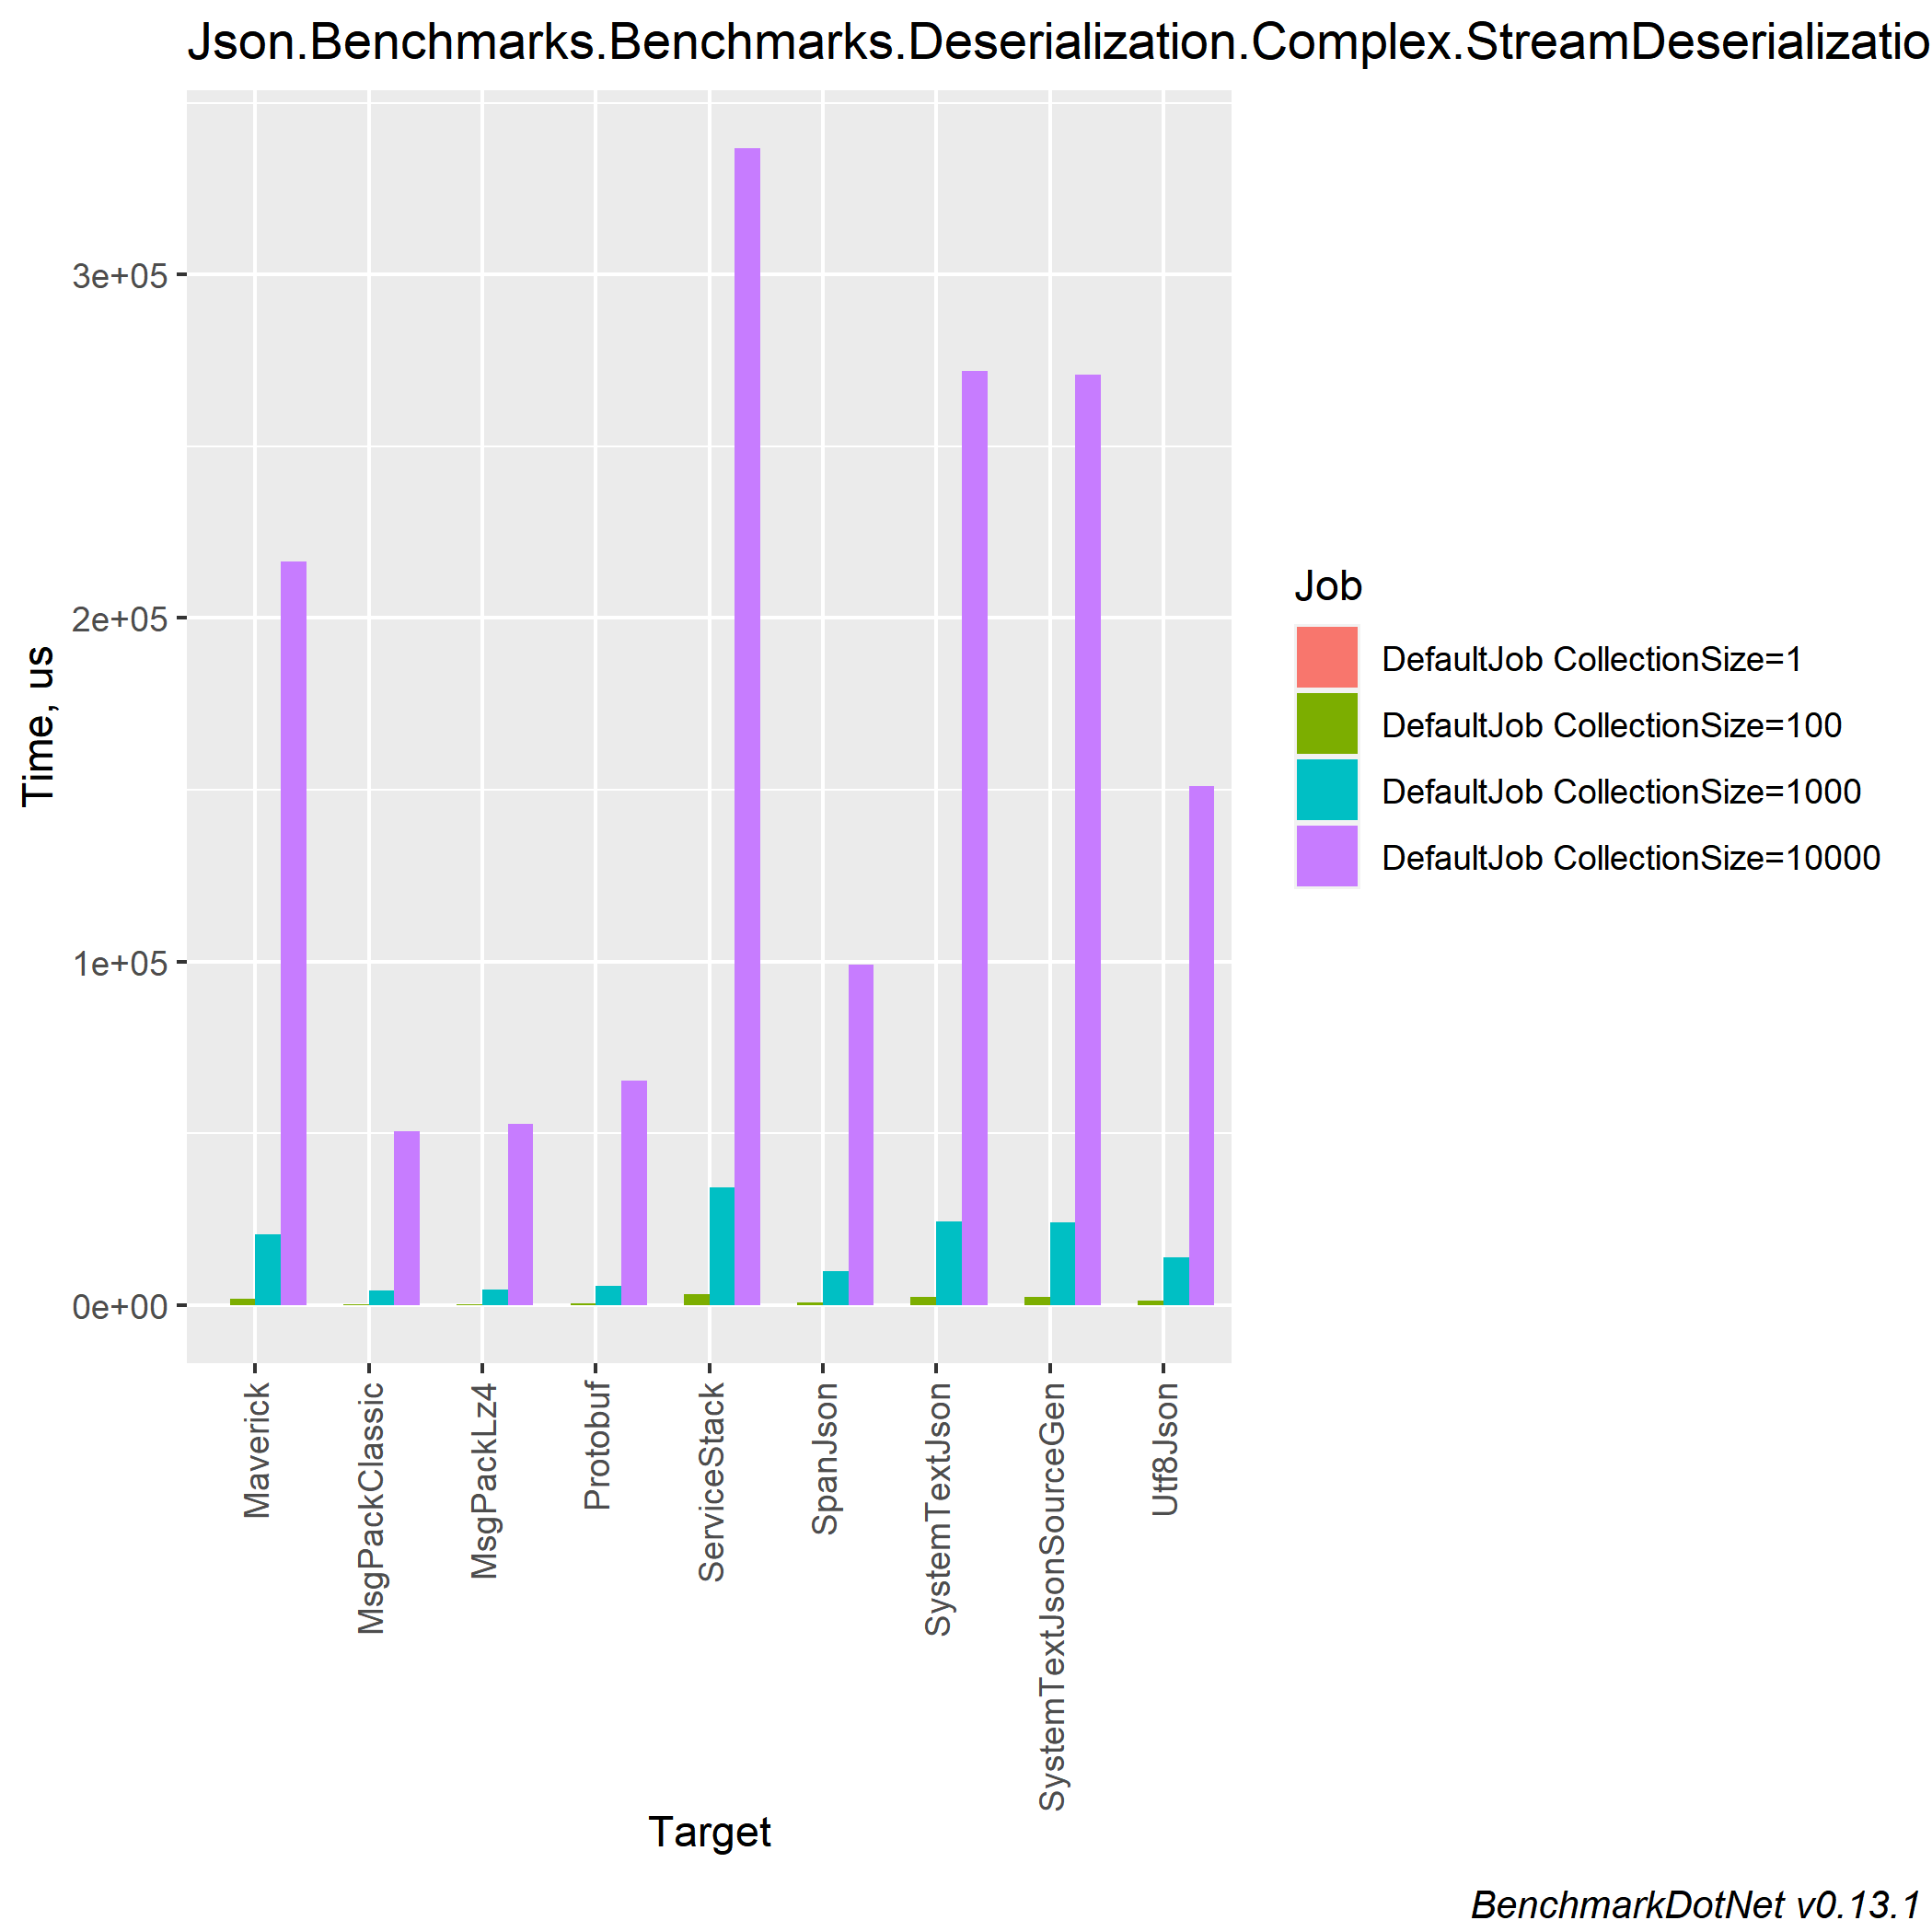 Json.Benchmarks.Benchmarks.Deserialization.Complex.StreamDeserializatio
Time, us
3e+05
2e+05
1e+05
0e+00
Maverick
MsgPackClassic
MsgPackLz4
Protobuf
ServiceStack
SpanJson
SystemTextJson
SystemTextJsonSourceGen
Utf8Json
Target
Job
DefaultJob CollectionSize=1
DefaultJob CollectionSize=100
DefaultJob CollectionSize=1000
DefaultJob CollectionSize=10000
BenchmarkDotNet v0.13.1